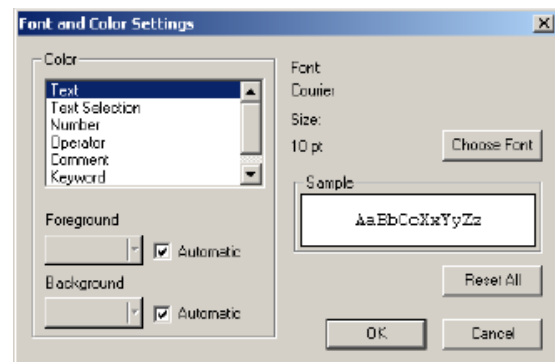 Font and Color Settings
Color
Text
Text Selection
Number
Operator
Comment
Keyword
Foreground
Automatic
Background
Automatic
Font:
Courier
Size:
10 pt
Choose Font
Sample
AaBbCcXxYyZz
Reset All
OK
Cancel